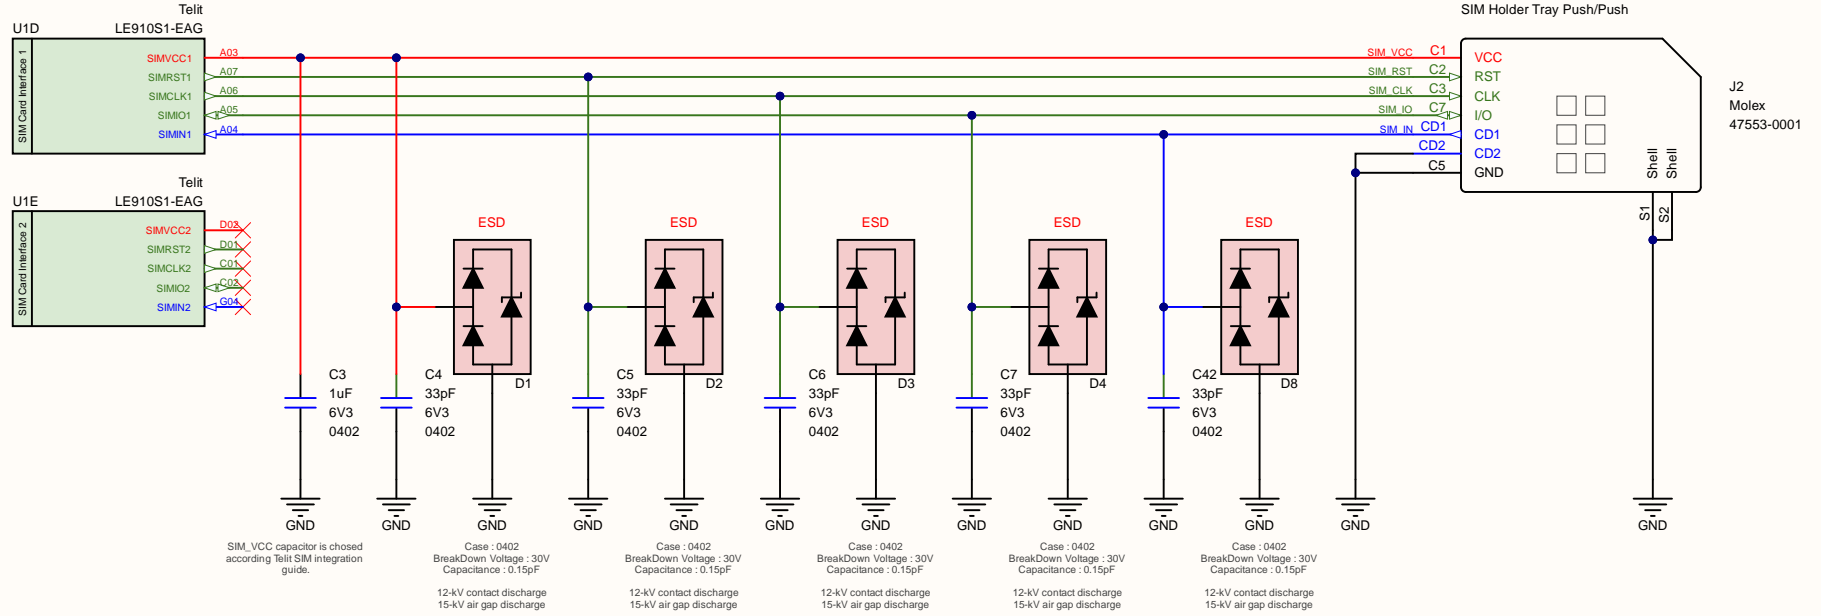 Telit
U1D LE910S1-EAG
SIM Card Interface 1
SIMVCC1 A03
SIMRST1 A07
SIMCLK1 A06
SIMIO1 A05
SIMIN1 A04
Telit
U1E LE910S1-EAG
SIM Card Interface 2
SIMVCC2 D02
SIMRST2 D01
SIMCLK2 C01
SIMIO2 C02
SIMIN2 G04
SIM Holder Tray Push/Push
SIM_VCC C1 VCC
SIM_RST C2 RST
SIM_CLK C3 CLK
SIM_IO C7 I/O
SIM_IN CD1 CD1
CD2 CD2
C5 GND
Shell
Shell
S1
S2
J2
Molex
47553-0001
ESD
ESD
ESD
ESD
ESD
D1
D2
D3
D4
D8
C3
1uF
6V3
0402
C4
33pF
6V3
0402
C5
33pF
6V3
0402
C6
33pF
6V3
0402
C7
33pF
6V3
0402
C42
33pF
6V3
0402
GND GND GND GND GND GND GND GND GND GND GND GND GND
SIM_VCC capacitor is chosed
according Telit SIM integration
guide.
Case : 0402
BreakDown Voltage : 30V
Capacitance : 0.15pF
12-kV contact discharge
15-kV air gap discharge
Case : 0402
BreakDown Voltage : 30V
Capacitance : 0.15pF
12-kV contact discharge
15-kV air gap discharge
Case : 0402
BreakDown Voltage : 30V
Capacitance : 0.15pF
12-kV contact discharge
15-kV air gap discharge
Case : 0402
BreakDown Voltage : 30V
Capacitance : 0.15pF
12-kV contact discharge
15-kV air gap discharge
Case : 0402
BreakDown Voltage : 30V
Capacitance : 0.15pF
12-kV contact discharge
15-kV air gap discharge